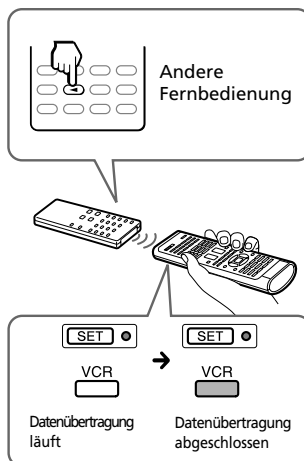 Andere
Fernbedienung
SET SET
VCR VCR
Datenübertragung Datenübertragung
läuft abgeschlossen